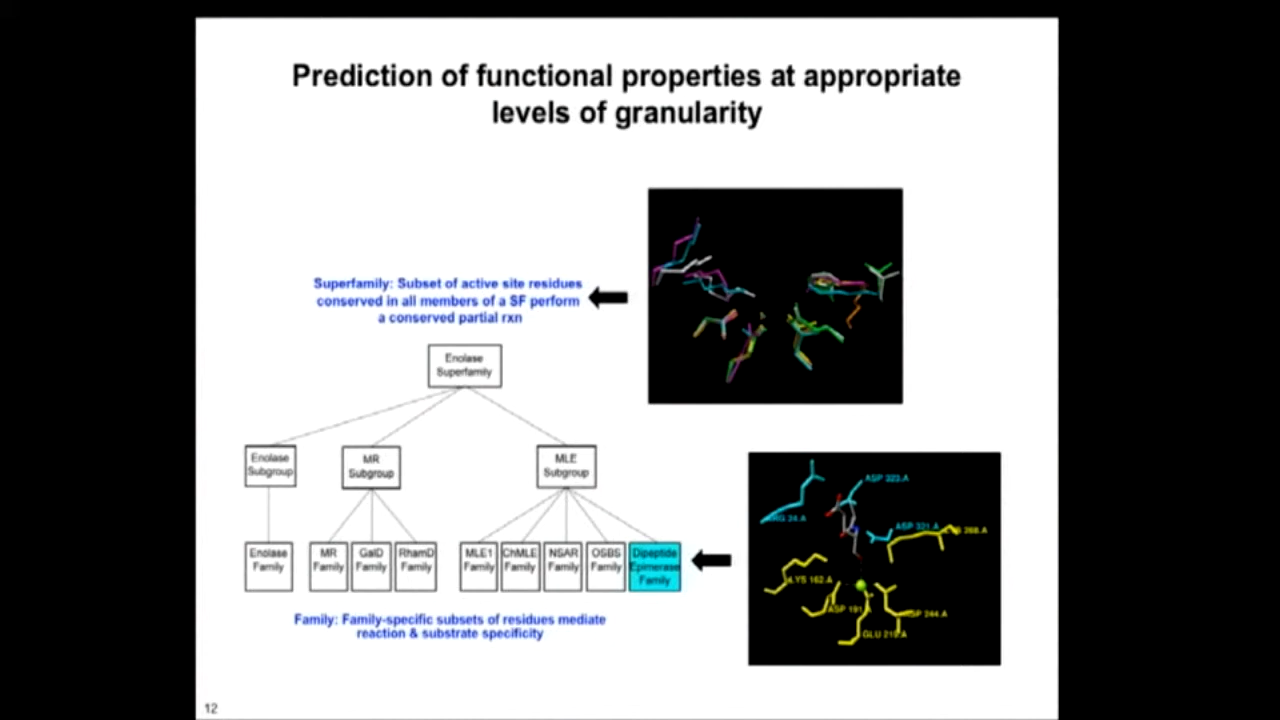 Prediction of functional properties at appropriate
levels of granularity
Superfamily: Subset of active site residues
conserved in all members of a SF perform
a conserved partial rxn
Enolase
Superfamily
Enolase
Subgroup
MR
Subgroup
MLE
Subgroup
Enolase
Family
MR
Family
GalD
Family
RhamD
Family
MLE1
Family
ChMLE
Family
NSAR
Family
OSBS
Family
Dipeptide
Epimerase
Family
Family: Family-specific subsets of residues mediate
reaction & substrate specificity
ASP 323.A
24.A
ASP 321.A
268.A
LYS 162.A
ASP 191.A
244.A
GLU 219.A
12